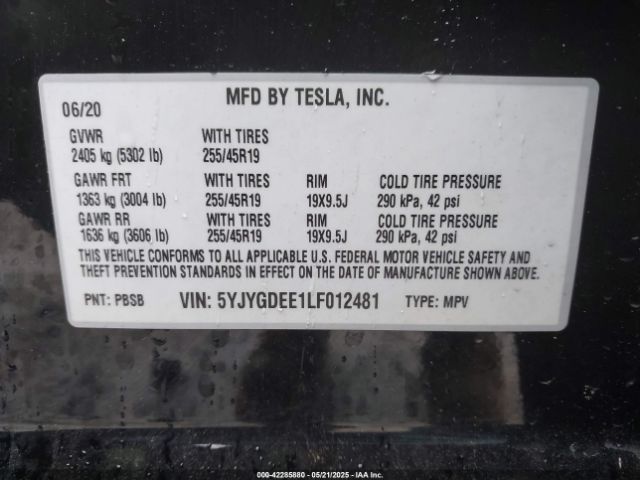 MFD BY TESLA, INC.
06/20
GVWR WITH TIRES
2405 kg (5302 lb) 255/45R19
GAWR FRT WITH TIRES RIM COLD TIRE PRESSURE
1363 kg (3004 lb) 255/45R19 19X9.5J 290 kPa, 42 psi
GAWR RR WITH TIRES RIM COLD TIRE PRESSURE
1636 kg (3606 lb) 255/45R19 19X9.5J 290 kPa, 42 psi
THIS VEHICLE CONFORMS TO ALL APPLICABLE U.S. FEDERAL MOTOR VEHICLE SAFETY AND
THEFT PREVENTION STANDARDS IN EFFECT ON THE DATE OF MANUFACTURE SHOWN ABOVE.
PNT: PBSB VIN: 5YJYGDEE1LF012481 TYPE: MPV
000-42285880 - 05/21/2025 - IAA Inc.